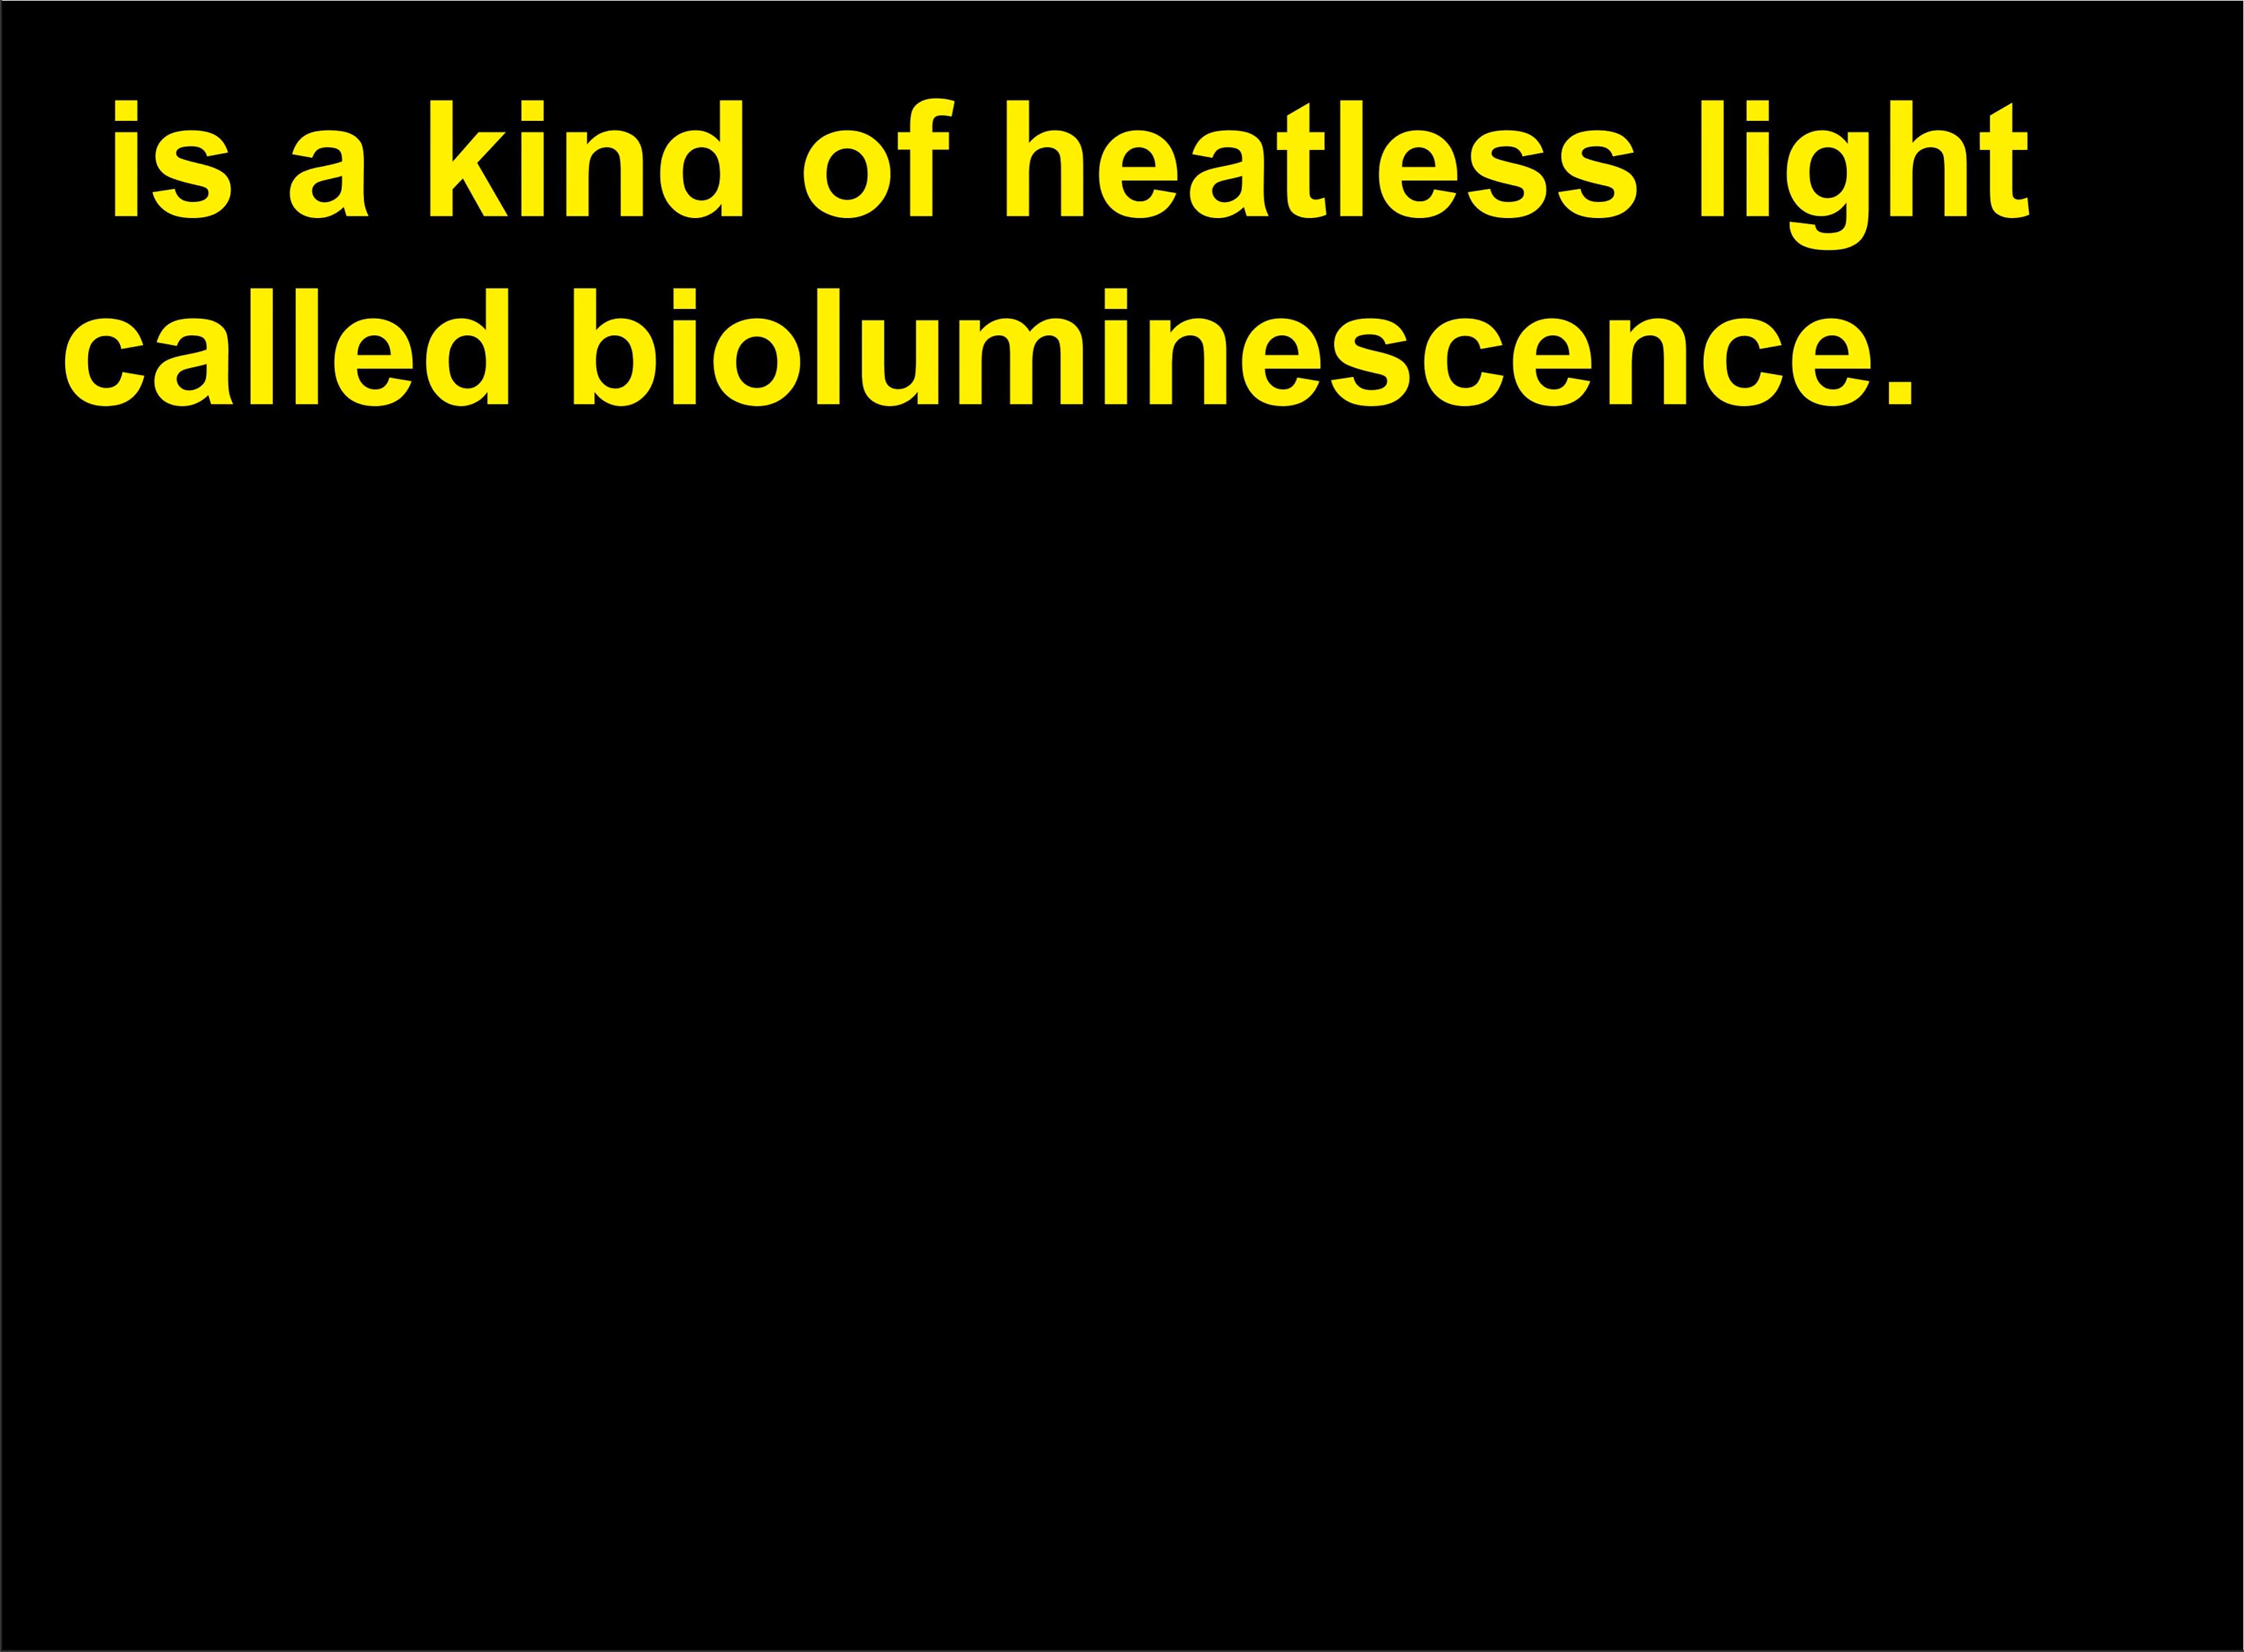 is a kind of heatless light
called bioluminescence.